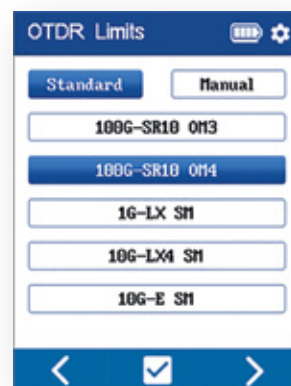 OTDR Limits
Standard Manual
100G-SR10 OM3
100G-SR10 OM4
1G-LX SM
10G-LX4 SM
10G-E SM